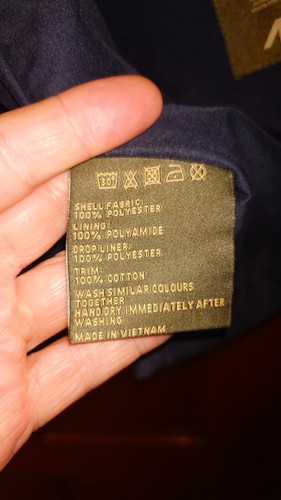 30°
SHELL FABRIC:
100% POLYESTER
LINING:
100% POLYAMIDE
DROP LINER:
100% POLYESTER
TRIM:
100% COTTON
WASH SIMILAR COLOURS
TOGETHER
HAND DRY IMMEDIATELY AFTER
WASHING
MADE IN VIETNAM